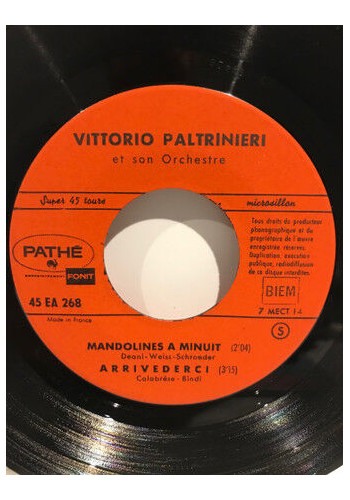 VITTORIO PALTRINIERI
et son Orchestre
Super 45 tours
microsillon
Tous droits du producteur
phonographique et du
propriétaire de l'œuvre
enregistrée réservés.
Duplication, exécution
publique, radiodiffusion
de ce disque interdites.
PATHÉ
FONIT
BIEM
45 EA 268
7 MECT 14
Made in France
S
MANDOLINES A MINUIT (2'04)
Deani-Weiss-Schroeder
ARRIVEDERCI (3'15)
Calabrèse - Bindi